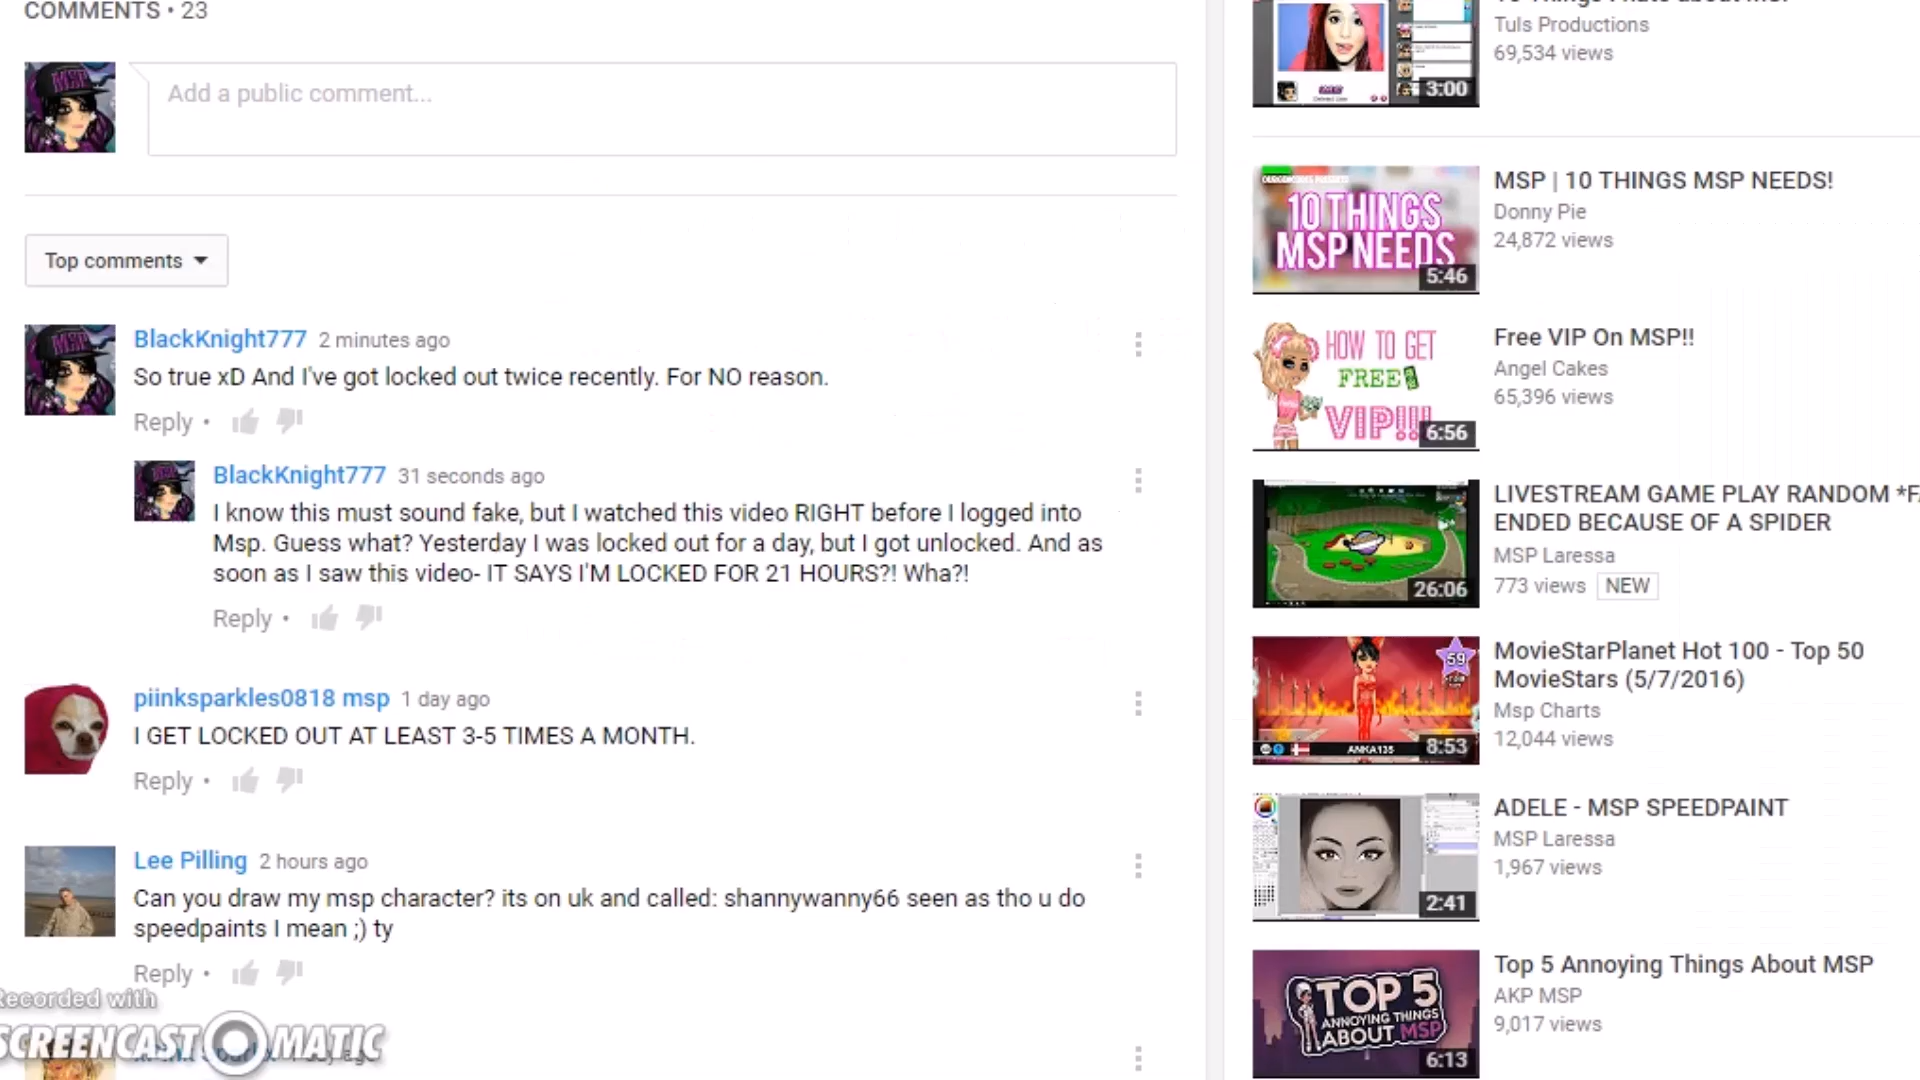 COMMENTS • 23
Add a public comment...
Top comments
BlackKnight777 2 minutes ago
So true xD And I've got locked out twice recently. For NO reason.
Reply •
BlackKnight777 31 seconds ago
I know this must sound fake, but I watched this video RIGHT before I logged into
Msp. Guess what? Yesterday I was locked out for a day, but I got unlocked. And as
soon as I saw this video- IT SAYS I'M LOCKED FOR 21 HOURS?! Wha?!
Reply •
piinksparkles0818 msp 1 day ago
I GET LOCKED OUT AT LEAST 3-5 TIMES A MONTH.
Reply •
Lee Pilling 2 hours ago
Can you draw my msp character? its on uk and called: shannywanny66 seen as tho u do
speedpaints I mean ;) ty
Reply •
Recorded with
SCREENCAST MATIC
Tuls Productions
69,534 views
3:00
10 THINGS
MSP NEEDS
5:46
MSP | 10 THINGS MSP NEEDS!
Donny Pie
24,872 views
HOW TO GET
FREE
VIP!!!
6:56
Free VIP On MSP!!
Angel Cakes
65,396 views
26:06
LIVESTREAM GAME PLAY RANDOM
ENDED BECAUSE OF A SPIDER
MSP Laressa
773 views NEW
59
ANKA135
8:53
MovieStarPlanet Hot 100 - Top 50
MovieStars (5/7/2016)
Msp Charts
12,044 views
2:41
ADELE - MSP SPEEDPAINT
MSP Laressa
1,967 views
TOP 5
ANNOYING THINGS
ABOUT MSP
6:13
Top 5 Annoying Things About MSP
AKP MSP
9,017 views